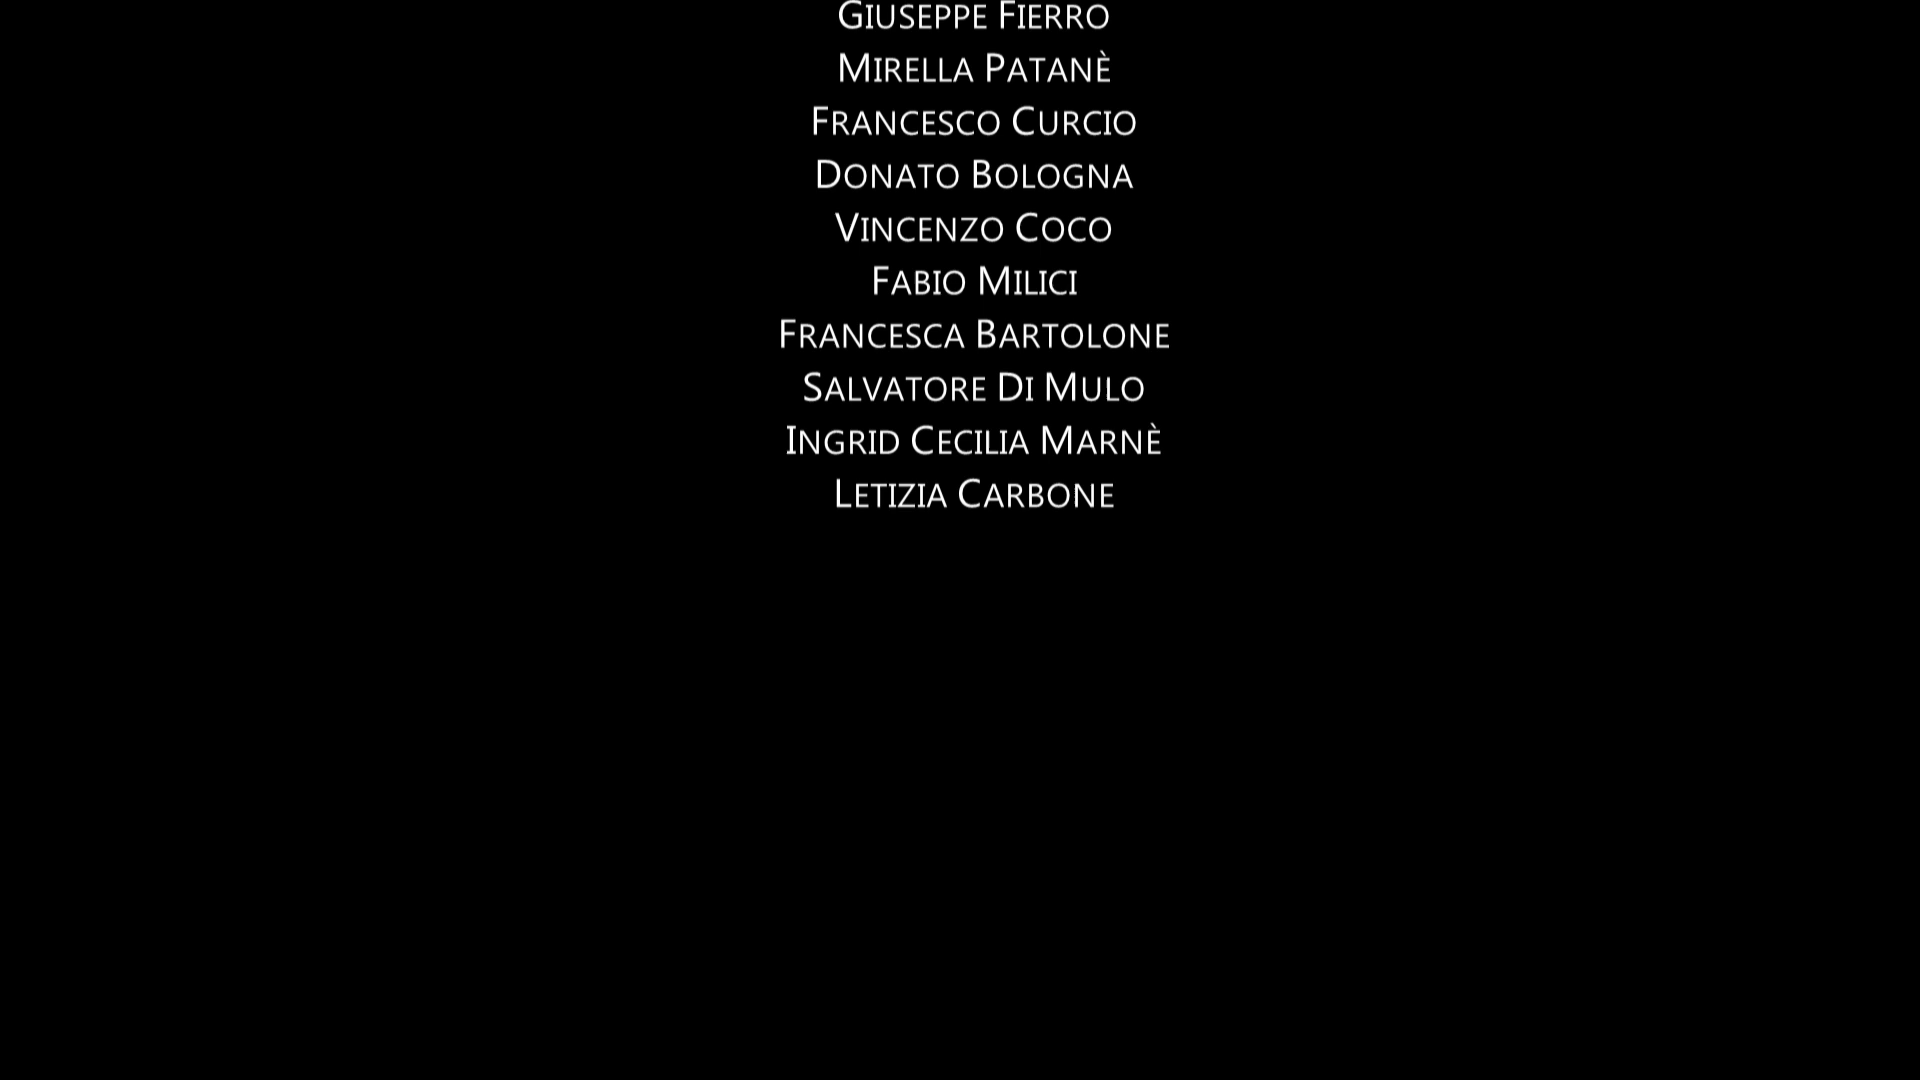 Giuseppe Fierro
Mirella Patanè
Francesco Curcio
Donato Bologna
Vincenzo Coco
Fabio Milici
Francesca Bartolone
Salvatore Di Mulo
Ingrid Cecilia Marnè
Letizia Carbone